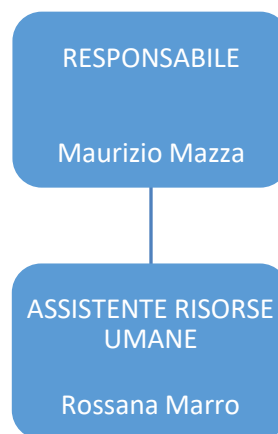 RESPONSABILE
Maurizio Mazza
ASSISTENTE RISORSE
UMANE
Rossana Marro